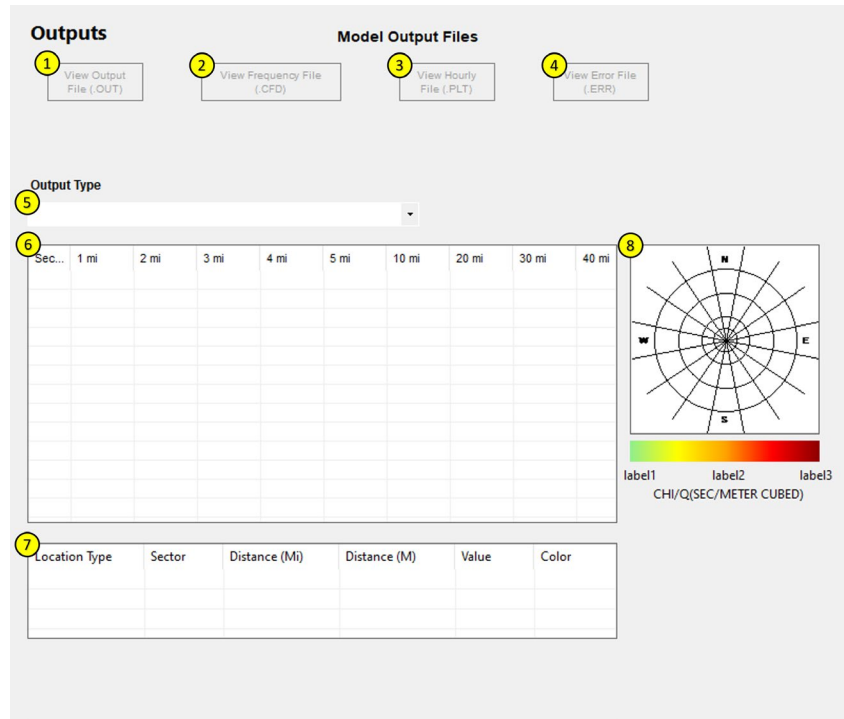 Outputs
Model Output Files
1
View Output
File (.OUT)
2
View Frequency File
(.CFD)
3
View Hourly
File (.PLT)
4
View Error File
(.ERR)
Output Type
5
6
Sec... 1 mi 2 mi 3 mi 4 mi 5 mi 10 mi 20 mi 30 mi 40 mi
8
N
W
E
S
label1 label2 label3
CHI/Q(SEC/METER CUBED)
7
Location Type Sector Distance (Mi) Distance (M) Value Color